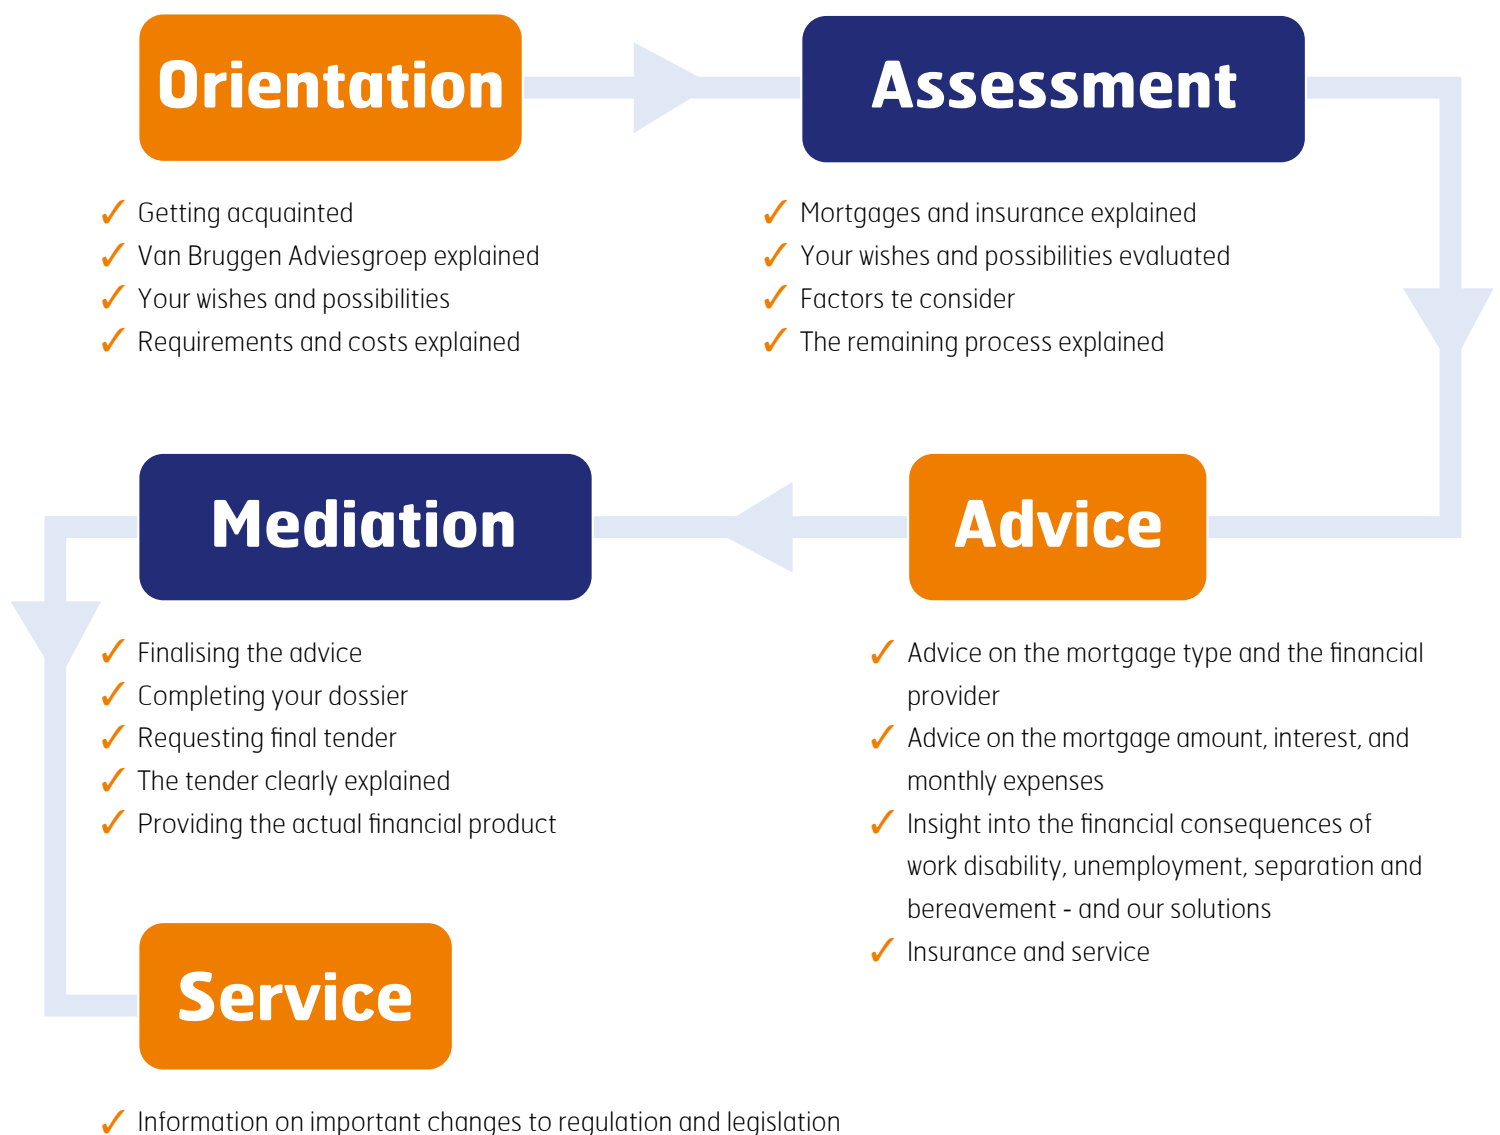 Orientation
Getting acquainted
Van Bruggen Adviesgroep explained
Your wishes and possibilities
Requirements and costs explained
Assessment
Mortgages and insurance explained
Your wishes and possibilities evaluated
Factors te consider
The remaining process explained
Advice
Advice on the mortgage type and the financial
provider
Advice on the mortgage amount, interest, and
monthly expenses
Insight into the financial consequences of
work disability, unemployment, separation and
bereavement - and our solutions
Insurance and service
Mediation
Finalising the advice
Completing your dossier
Requesting final tender
The tender clearly explained
Providing the actual financial product
Service
Information on important changes to regulation and legislation